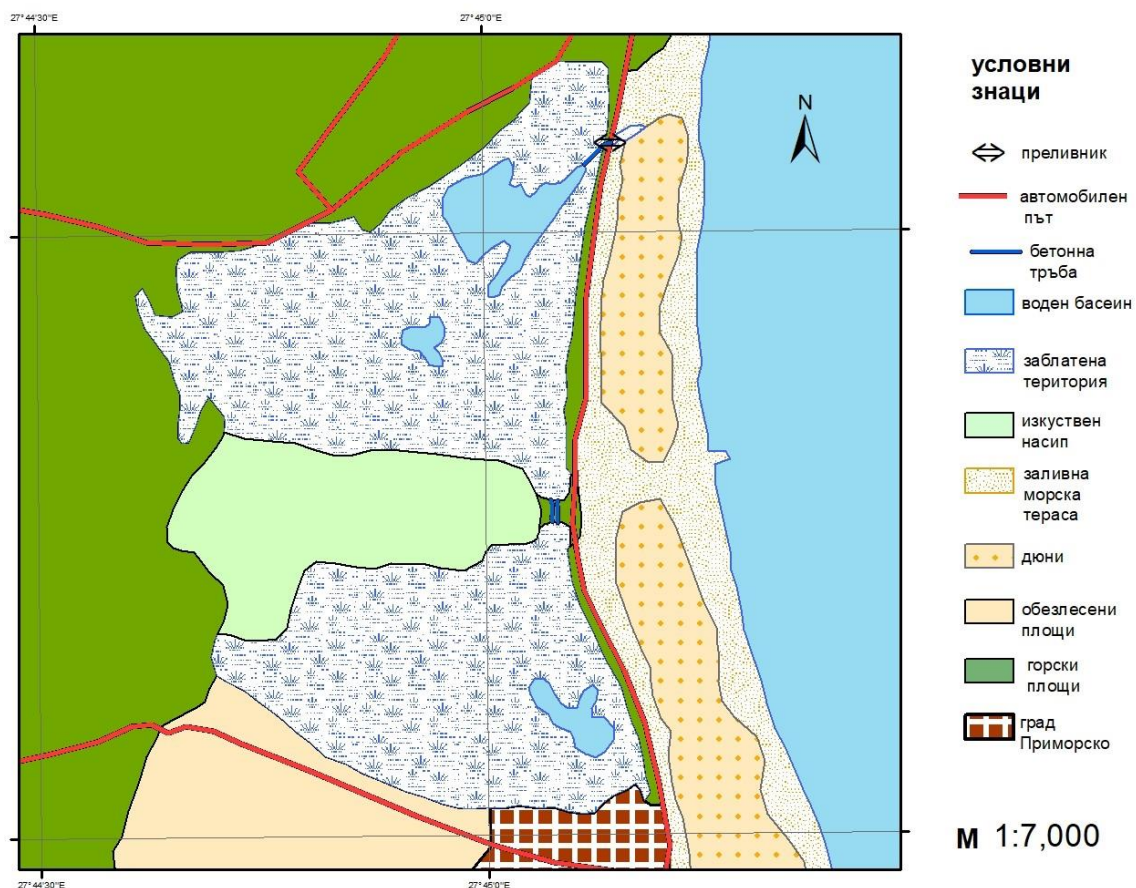 27°44'30"E
27°45'0"E
N
условни
знаци
преливник
автомобилен
път
бетонна
тръба
воден басеин
заблатена
територия
изкуствен
насип
заливна
морска
тераса
дюни
обезлесени
площи
горски
площи
град
Приморско
М 1:7,000
27°44'30"E
27°45'0"E